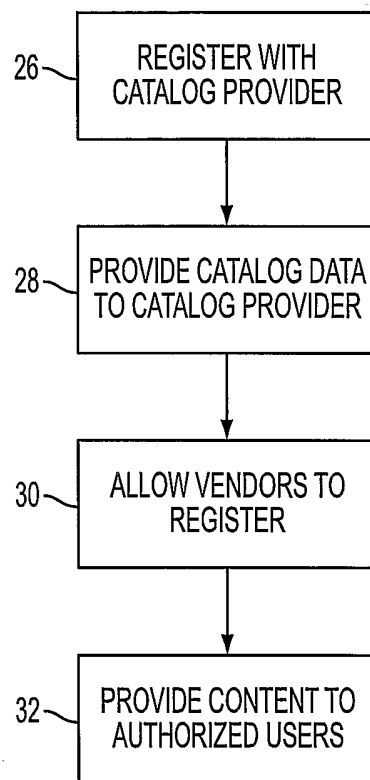 26
REGISTER WITH
CATALOG PROVIDER
28
PROVIDE CATALOG DATA
TO CATALOG PROVIDER
30
ALLOW VENDORS TO
REGISTER
32
PROVIDE CONTENT TO
AUTHORIZED USERS